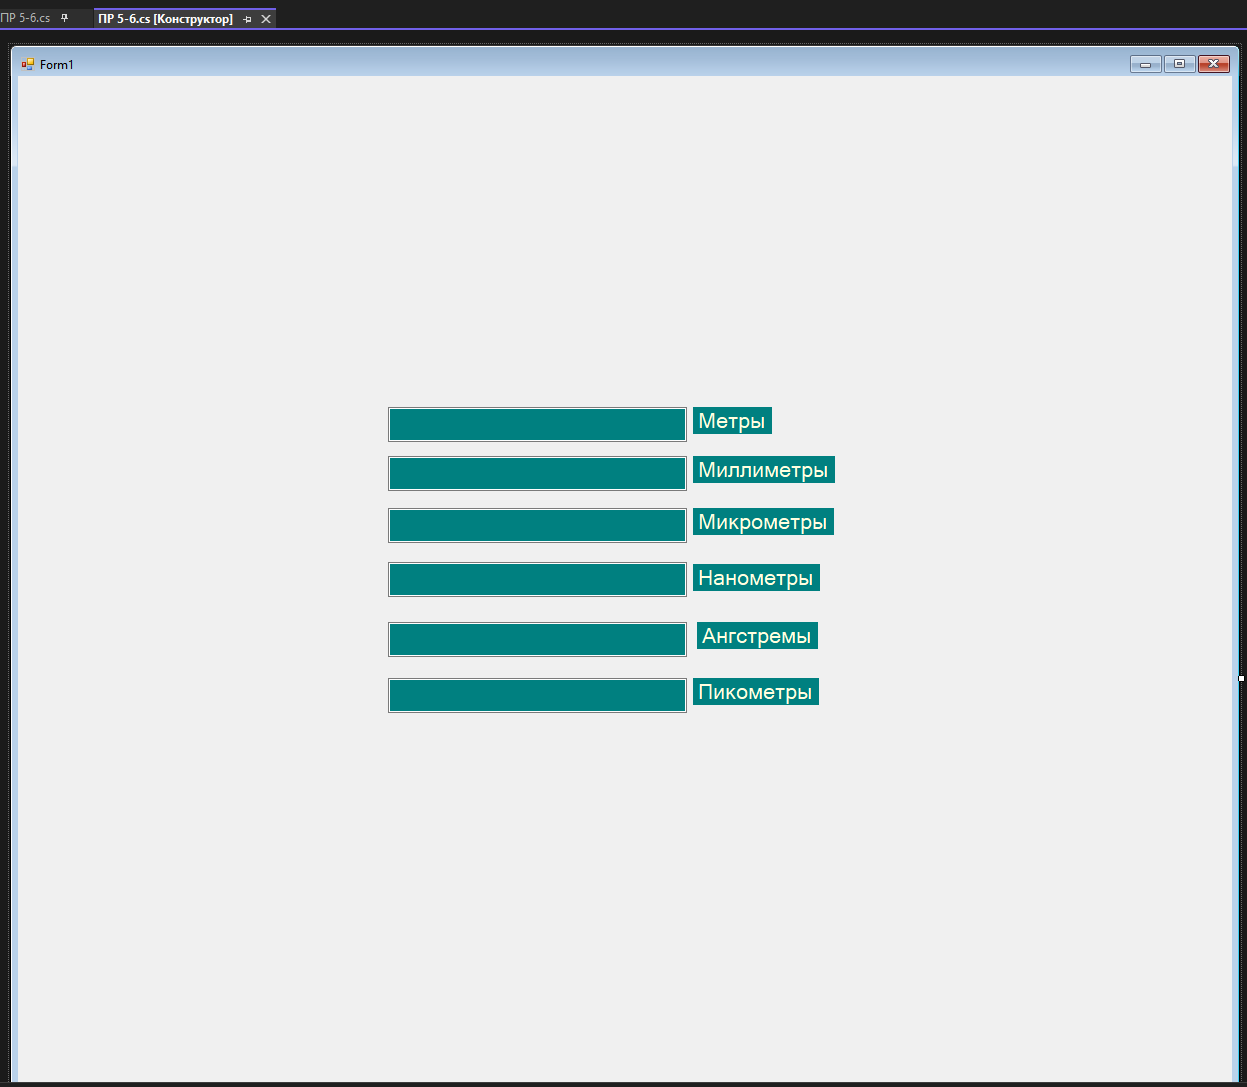 ПР 5-6.cs
ПР 5-6.cs [Конструктор]
Form1
Метры
Миллиметры
Микрометры
Нанометры
Ангстремы
Пикометры